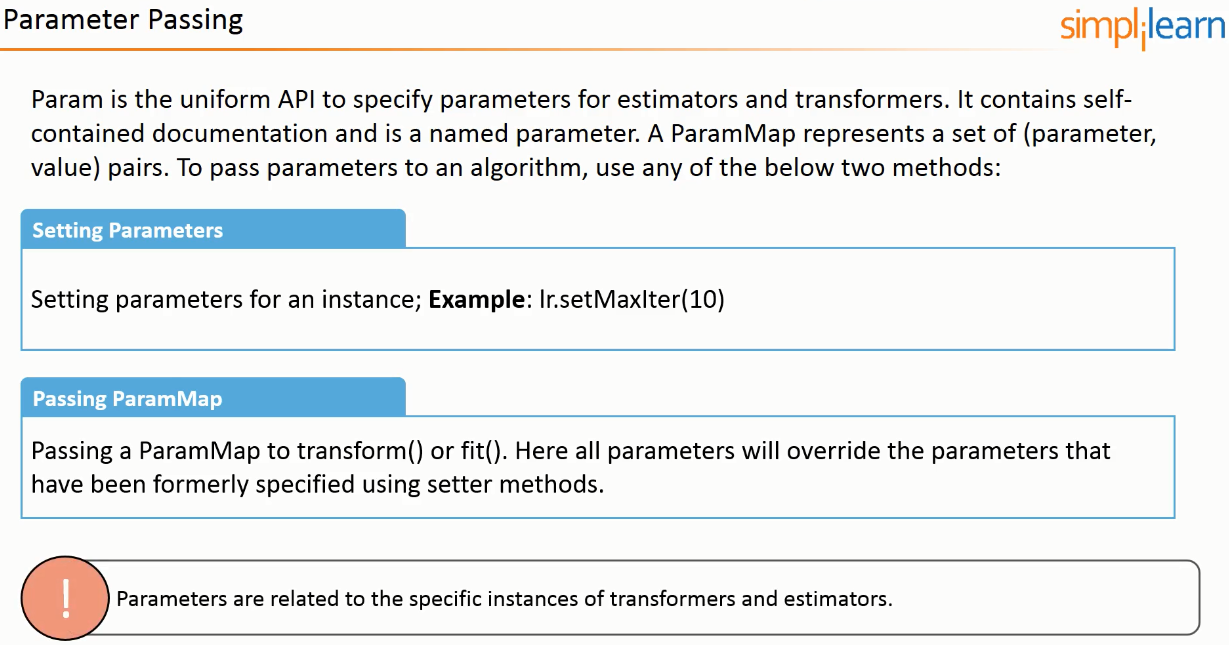 Parameter Passing
simplilearn
Param is the uniform API to specify parameters for estimators and transformers. It contains self-
contained documentation and is a named parameter. A ParamMap represents a set of (parameter,
value) pairs. To pass parameters to an algorithm, use any of the below two methods:
Setting Parameters
Setting parameters for an instance; Example: lr.setMaxIter(10)
Passing ParamMap
Passing a ParamMap to transform() or fit(). Here all parameters will override the parameters that
have been formerly specified using setter methods.
!
Parameters are related to the specific instances of transformers and estimators.